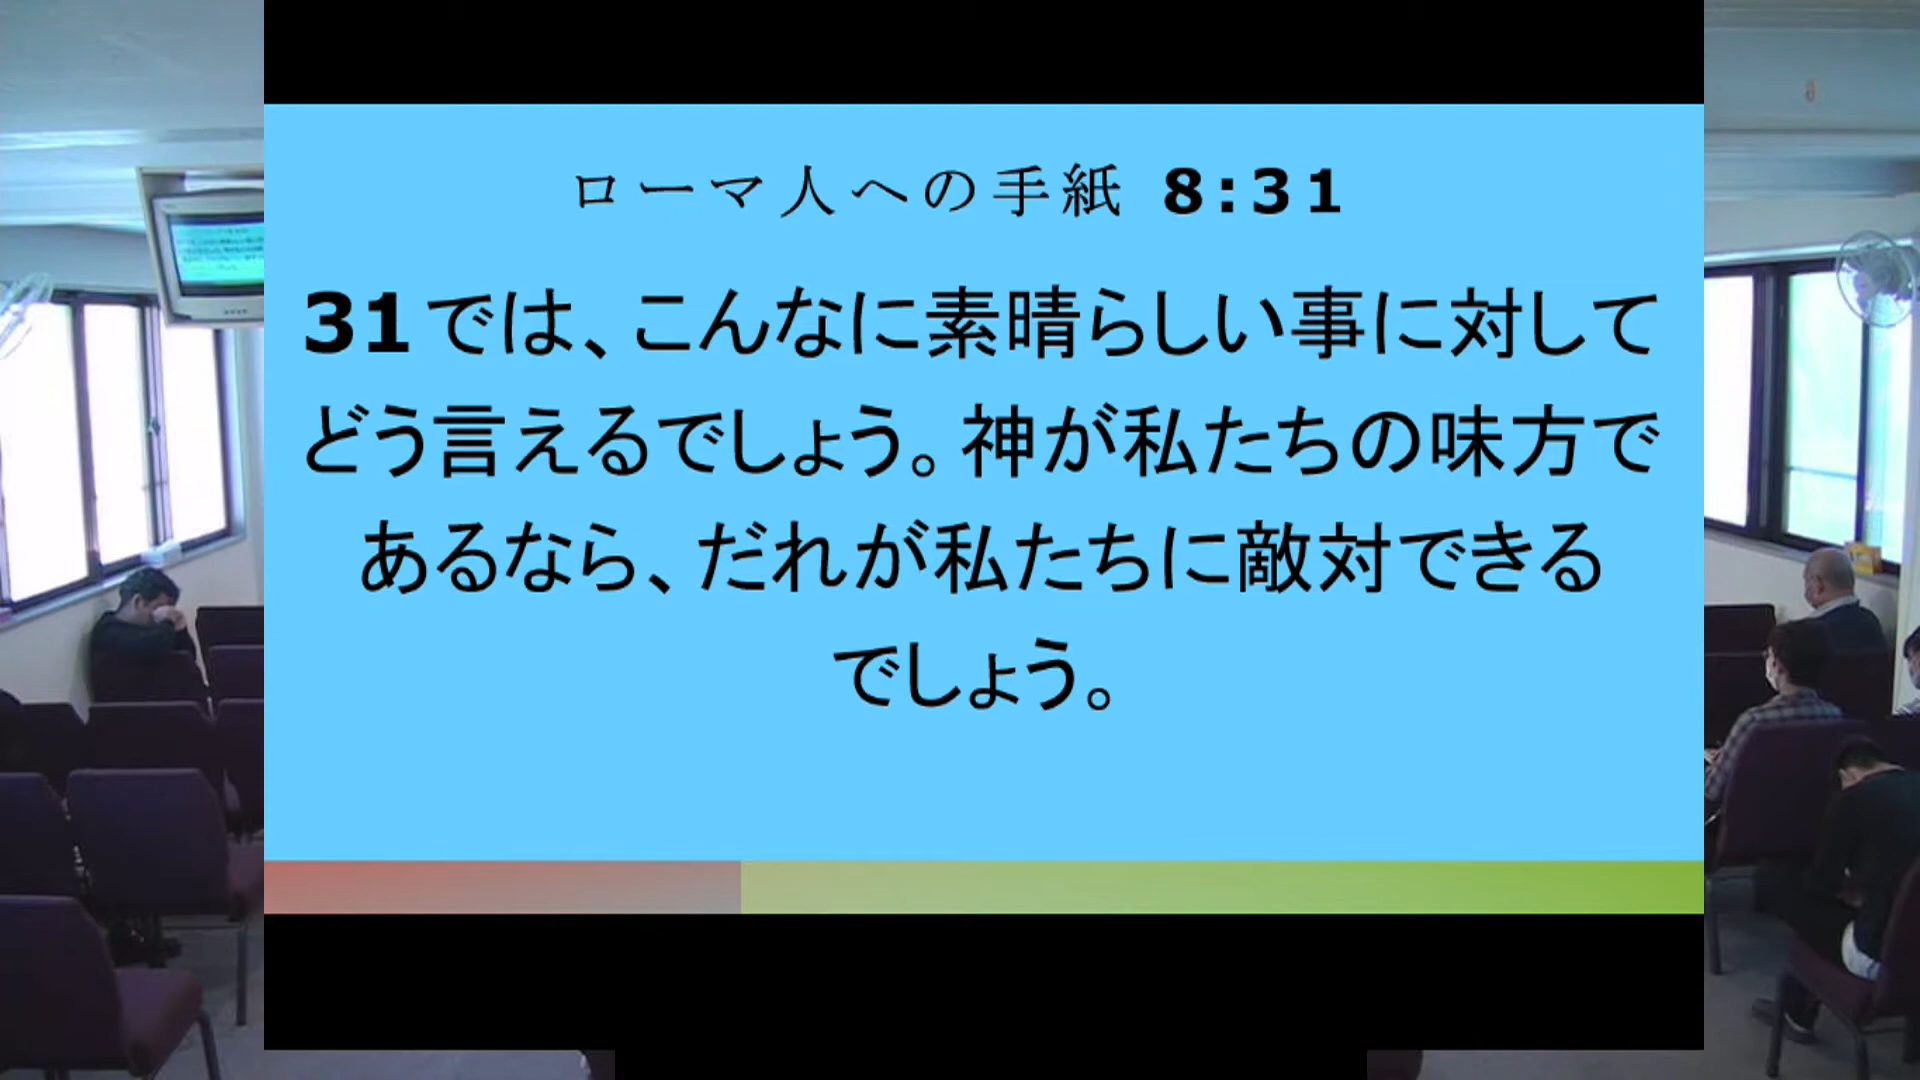 ローマ人への手紙 8:31
31では、こんなに素晴らしい事に対して
どう言えるでしょう。神が私たちの味方で
あるなら、だれが私たちに敵対できる
でしょう。